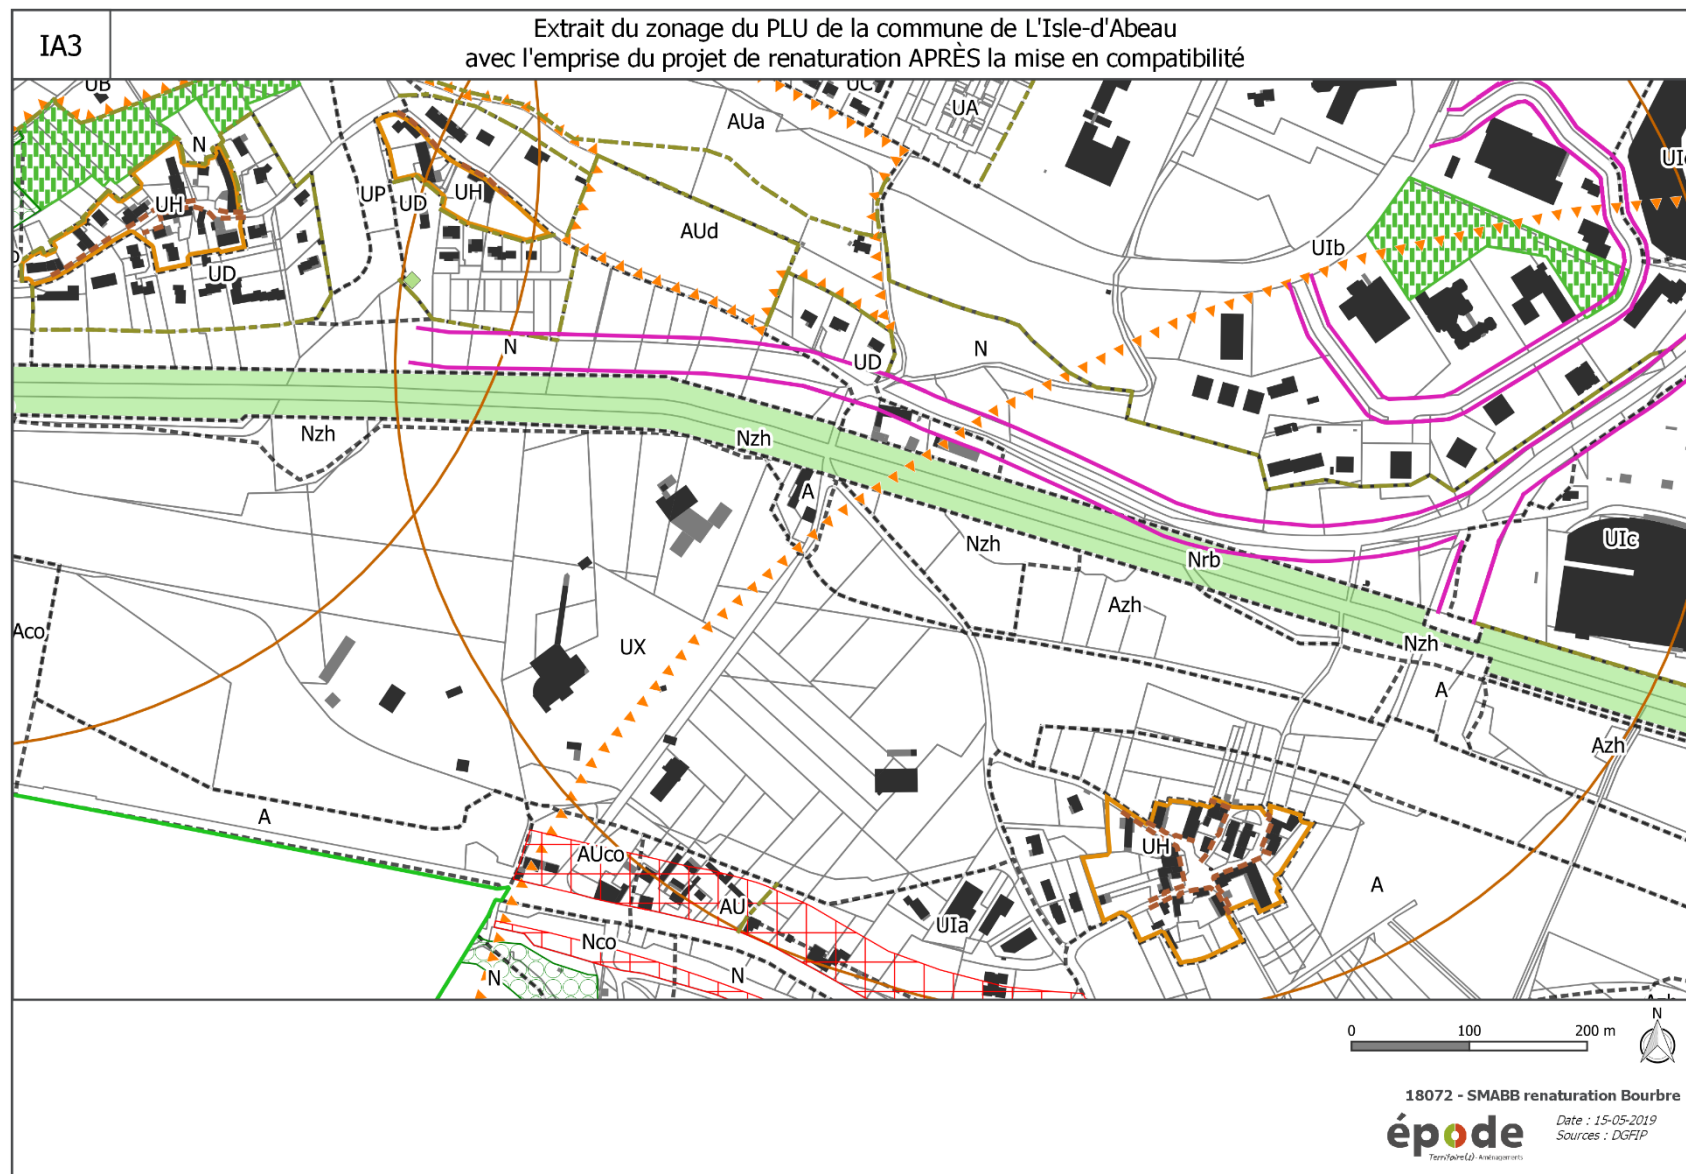 IA3
Extrait du zonage du PLU de la commune de L'Isle-d'Abeau
avec l'emprise du projet de renaturation APRÈS la mise en compatibilité
UB
UC
UA
AUa
N
UIc
UH
UP
UD
UH
AUd
UIb
UD
N
UD
N
Nzh
Nzh
A
Nzh
Nrb
UIc
Azh
Aco
UX
Nzh
A
Azh
A
AUco
UH
A
AU
UIa
Nco
N
N
0 100 200 m
N
18072 - SMABB renaturation Bourbre
épode
Territoire(s) - Aménagements
Date : 15-05-2019
Sources : DGFIP